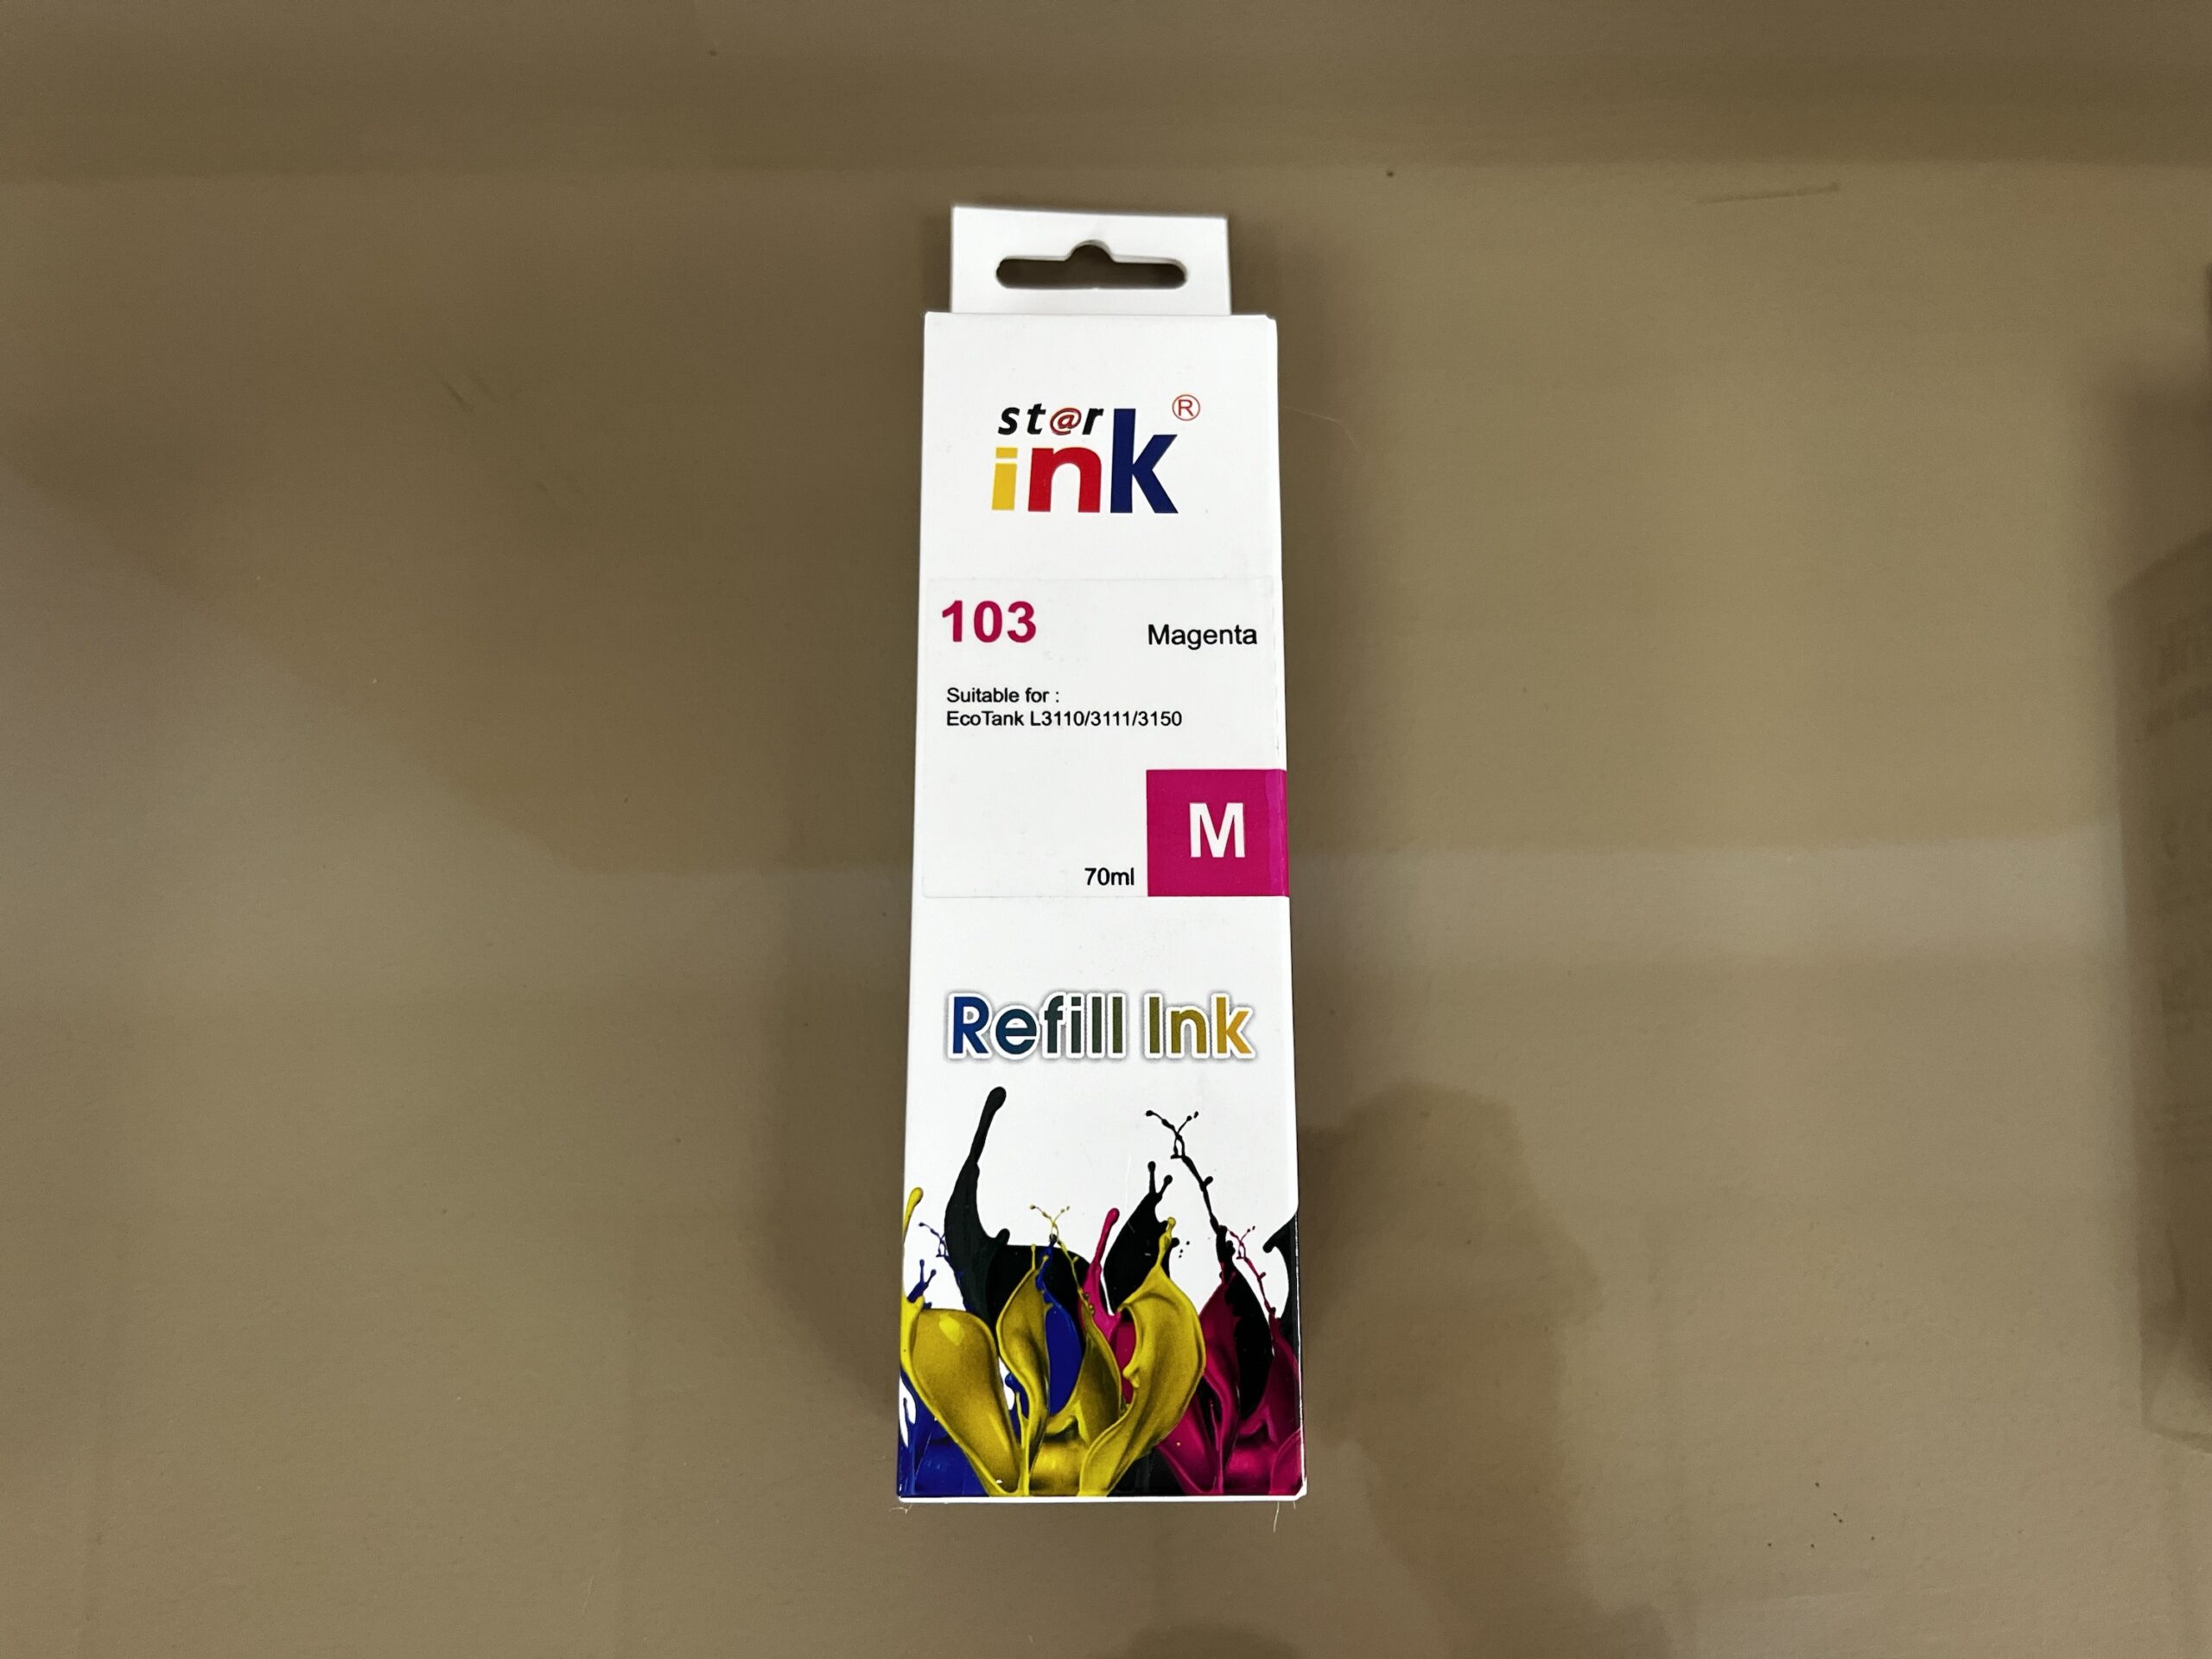 st@r
ink®
103 Magenta
Suitable for :
EcoTank L3110/3111/3150
M
70ml
Refill Ink